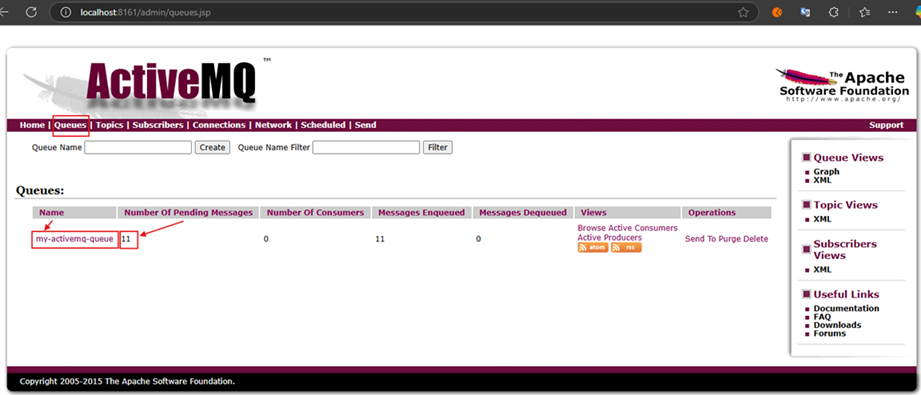 localhost:8161/admin/queues.jsp
ActiveMQ™
The Apache
Software Foundation
http://www.apache.org/
Home | Queues | Topics | Subscribers | Connections | Network | Scheduled | Send
Support
Queue Name Create Queue Name Filter Filter
Queues:
Name Number Of Pending Messages Number Of Consumers Messages Enqueued Messages Dequeued Views Operations
my-activemq-queue 11 0 11 0 Browse Active Consumers
Active Producers
atom rss
Send To Purge Delete
Queue Views
Graph
XML
Topic Views
XML
Subscribers
Views
XML
Useful Links
Documentation
FAQ
Downloads
Forums
Copyright 2005-2015 The Apache Software Foundation.